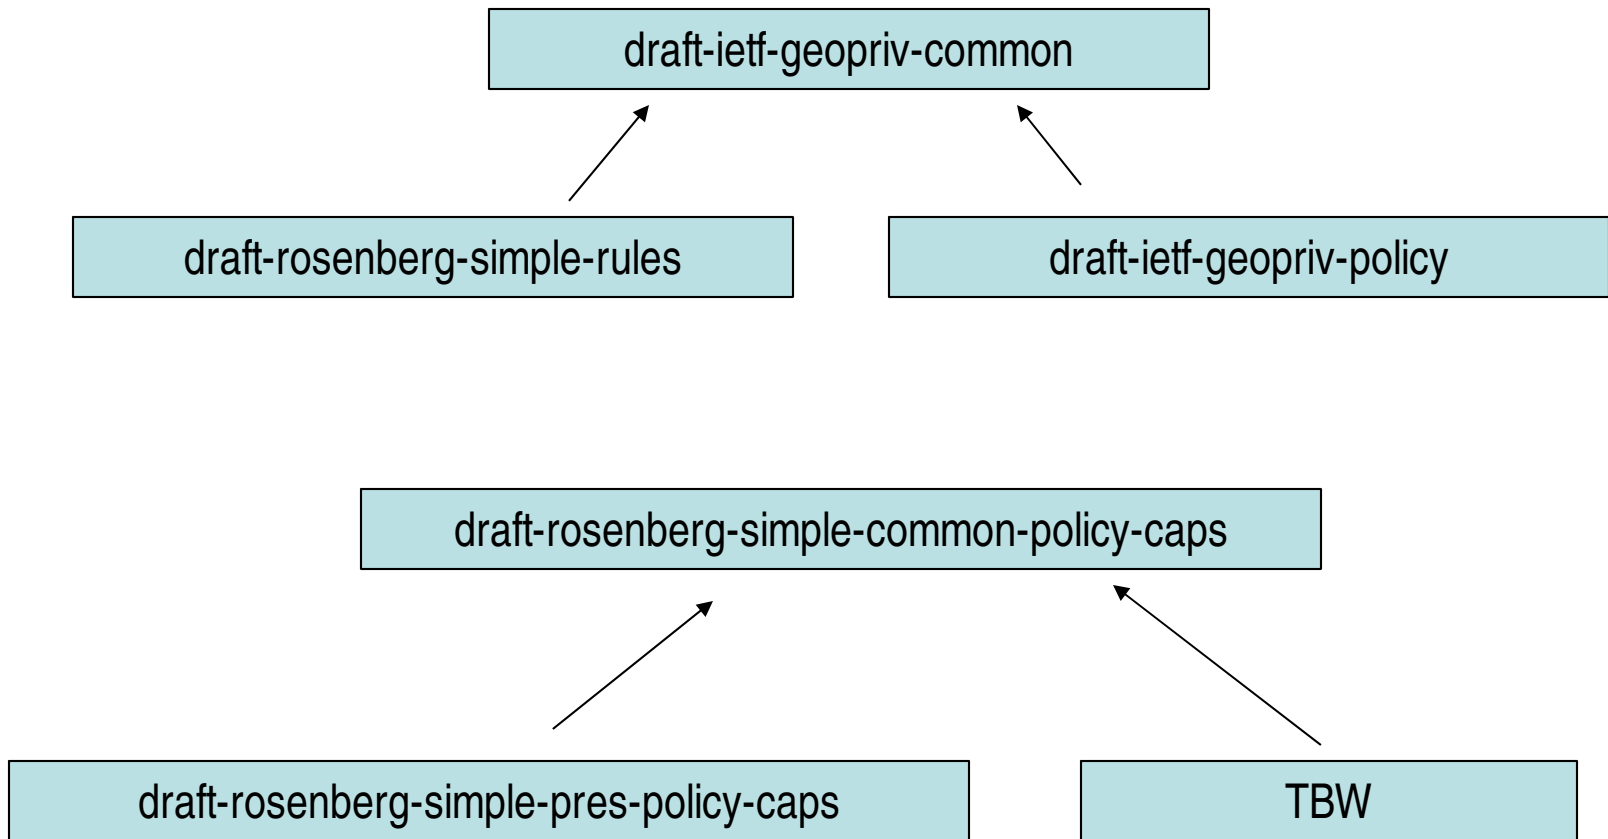 draft-ietf-geopriv-common
draft-rosenberg-simple-rules
draft-ietf-geopriv-policy
draft-rosenberg-simple-common-policy-caps
draft-rosenberg-simple-pres-policy-caps
TBW